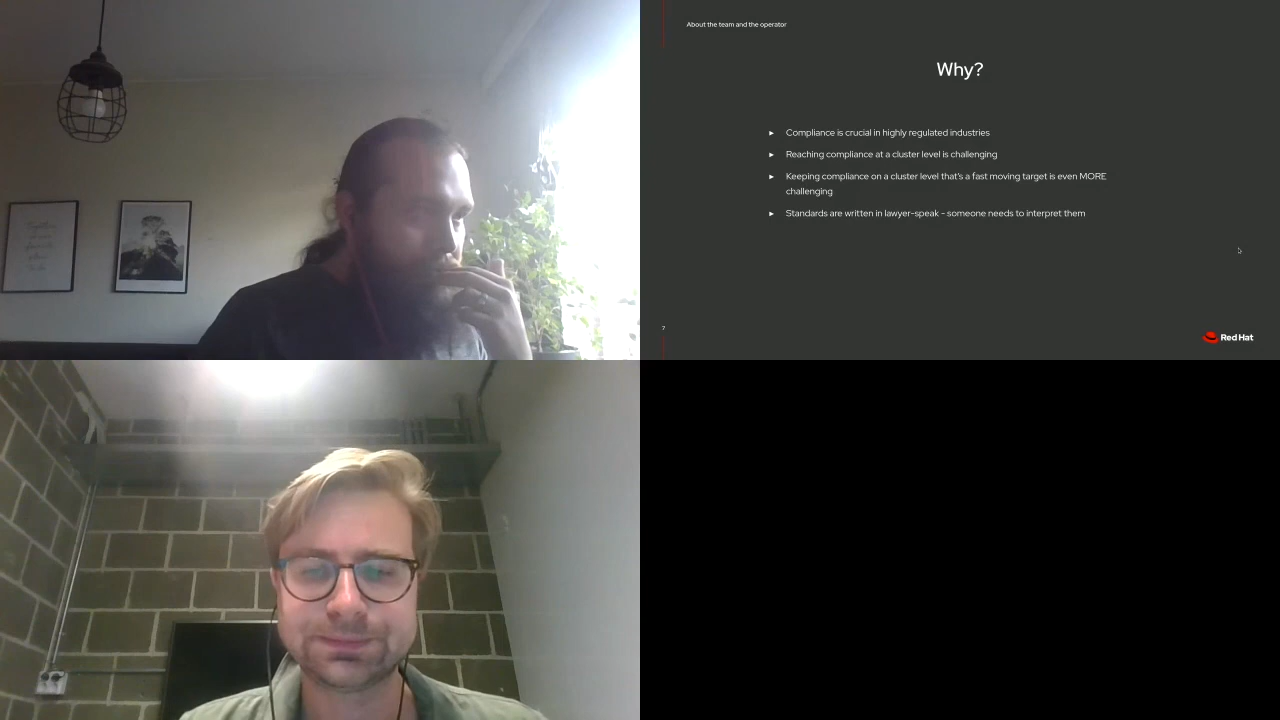 About the team and the operator
Why?
► Compliance is crucial in highly regulated industries
► Reaching compliance at a cluster level is challenging
► Keeping compliance on a cluster level that's a fast moving target is even MORE
challenging
► Standards are written in lawyer-speak - someone needs to interpret them
7
Red Hat